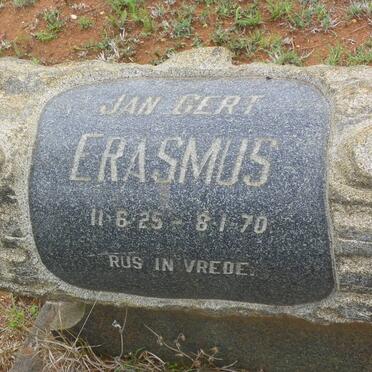 JAN GERT
ERASMUS
11-6-25 - 8-1-70
RUS IN VREDE.